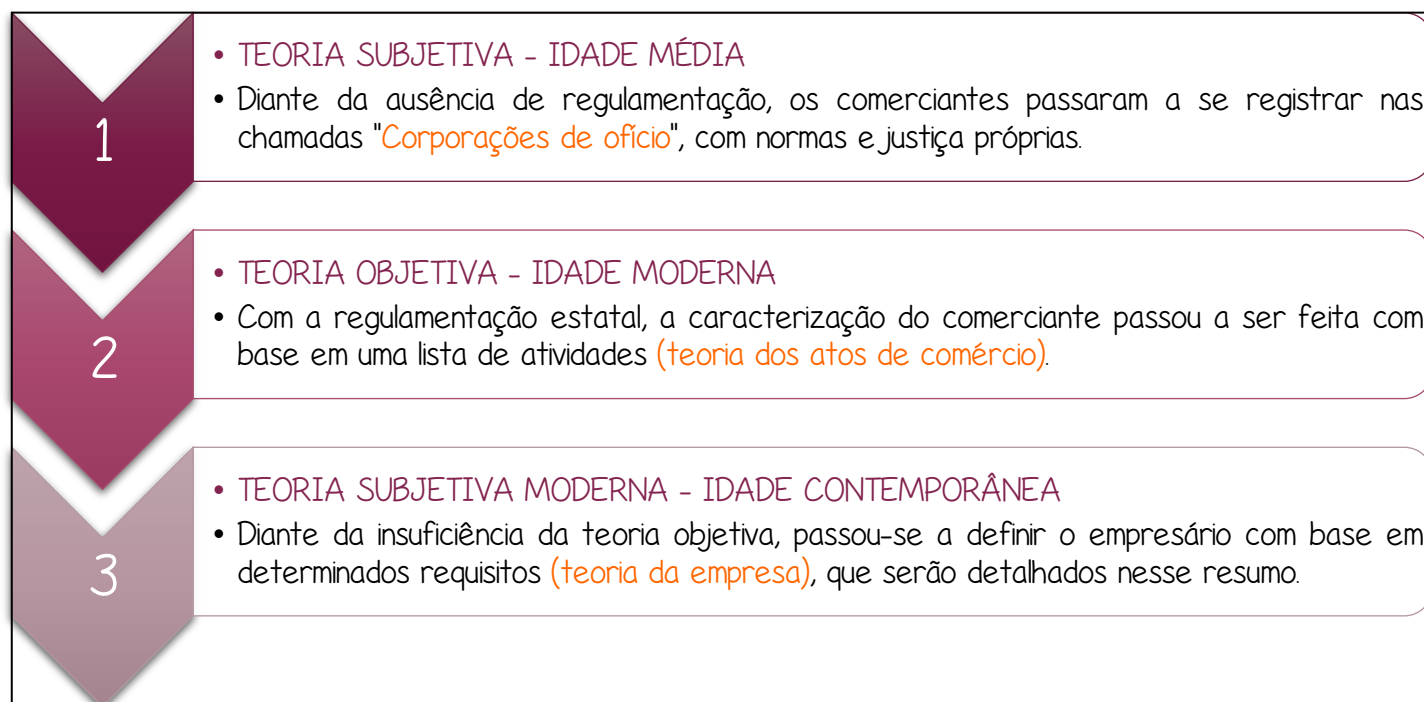 1
• TEORIA SUBJETIVA - IDADE MÉDIA
• Diante da ausência de regulamentação, os comerciantes passaram a se registrar nas
chamadas "Corporações de ofício", com normas e justiça próprias.
2
• TEORIA OBJETIVA - IDADE MODERNA
• Com a regulamentação estatal, a caracterização do comerciante passou a ser feita com
base em uma lista de atividades (teoria dos atos de comércio).
3
• TEORIA SUBJETIVA MODERNA - IDADE CONTEMPORÂNEA
• Diante da insuficiência da teoria objetiva, passou-se a definir o empresário com base em
determinados requisitos (teoria da empresa), que serão detalhados nesse resumo.